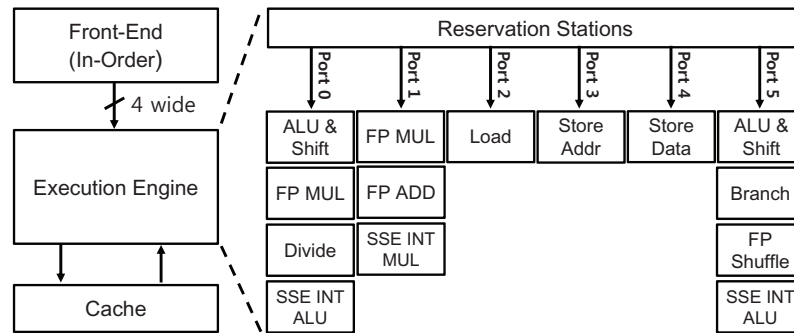 Front-End
(In-Order)
4 wide
Execution Engine
Cache
Reservation Stations
Port 0
Port 1
Port 2
Port 3
Port 4
Port 5
ALU &
Shift
FP MUL
Divide
SSE INT
ALU
FP MUL
FP ADD
SSE INT
MUL
Load
Store
Addr
Store
Data
ALU &
Shift
Branch
FP
Shuffle
SSE INT
ALU